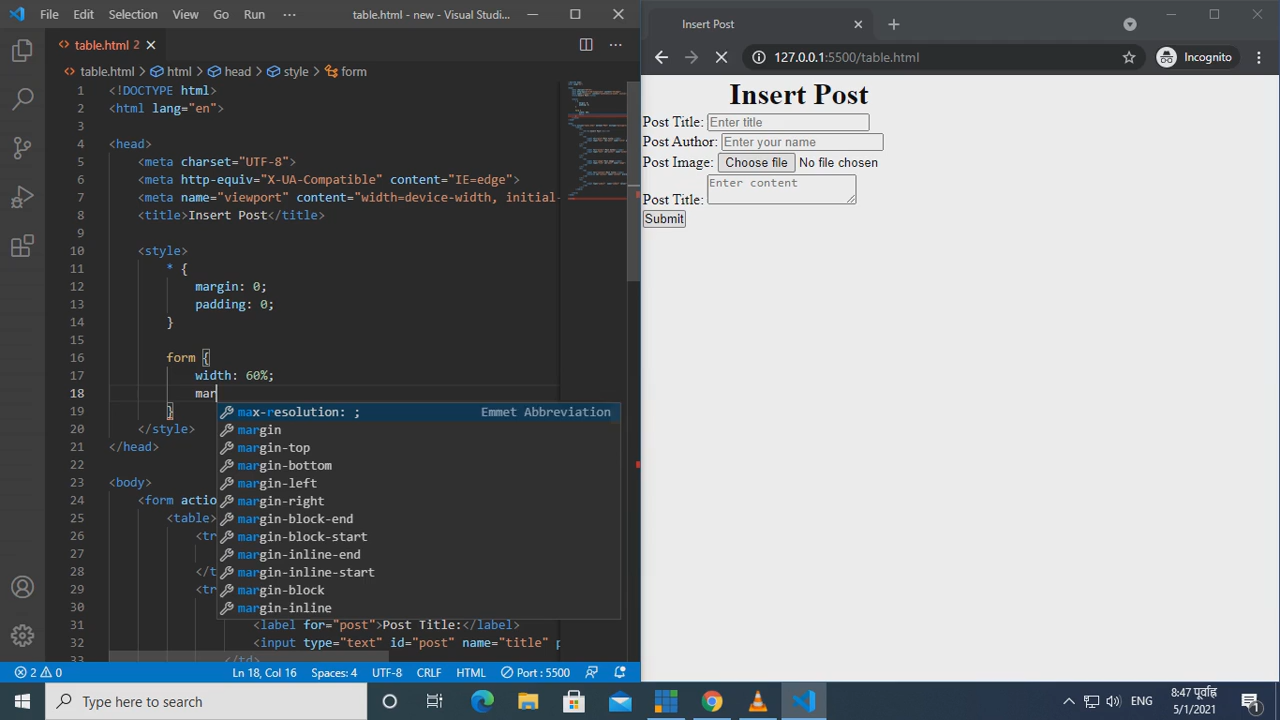 File Edit Selection View Go Run ··· table.html - new - Visual Studi...
table.html 2
table.html html head style form
1 <!DOCTYPE html>
2 <html lang="en">
3
4 <head>
5 <meta charset="UTF-8">
6 <meta http-equiv="X-UA-Compatible" content="IE=edge">
7 <meta name="viewport" content="width=device-width, initial-
8 <title>Insert Post</title>
9
10 <style>
11 * {
12 margin: 0;
13 padding: 0;
14 }
15
16 form {
17 width: 60%;
18 mar
19 }
20 </style>
21 </head>
22
23 <body>
24 <form actio
25 <table>
26 <tr
27
28 </t
29 <tr
30
31 <label for="post">Post Title:</label>
32 <input type="text" id="post" name="title" p
33 </td>
max-resolution: ; Emmet Abbreviation
margin
margin-top
margin-bottom
margin-left
margin-right
margin-block-end
margin-block-start
margin-inline-end
margin-inline-start
margin-block
margin-inline
2 0 Ln 18, Col 16 Spaces: 4 UTF-8 CRLF HTML Port : 5500
Insert Post
127.0.0.1:5500/table.html Incognito
Insert Post
Post Title: Enter title
Post Author: Enter your name
Post Image: Choose file No file chosen
Post Title: Enter content
Submit
Type here to search
ENG
8:47 पूर्वाह्न
5/1/2021
1